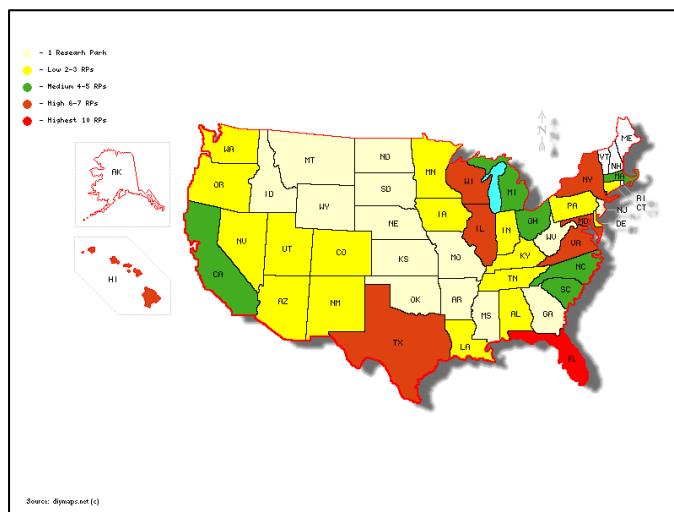 - 1 Researh Park
- Low 2-3 RPs
- Medium 4-5 RPs
- High 6-7 RPs
- Highest 10 RPs
N N
ME
WA MT ND MN VT NH
OR ID SD WI MI NY MA
AK WY IA PA RI
NE CT
NV UT CO IL IN OH NJ
KS MO WV MD DE
CA KY VA
HI AZ NM OK AR TN NC
SC
MS AL GA
TX LA
FL
Source: diymaps.net (c)